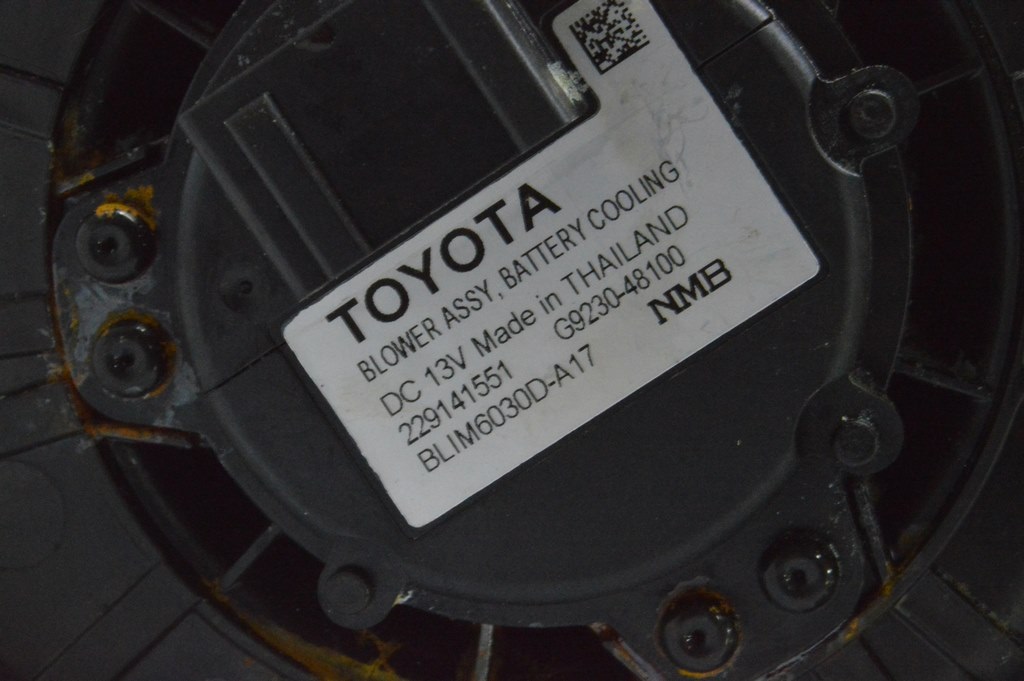 TOYOTA
BLOWER ASSY, BATTERY COOLING
DC 13V Made in THAILAND
229141551 G9230-48100
BLIM6030D-A17 NMB